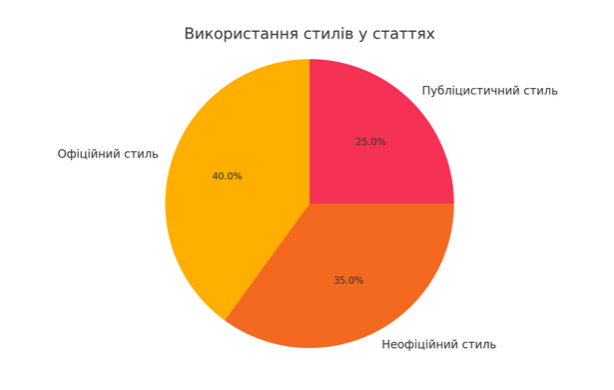 Використання стилів у статтях
Публіцистичний стиль
25.0%
Офіційний стиль
40.0%
35.0%
Неофіційний стиль